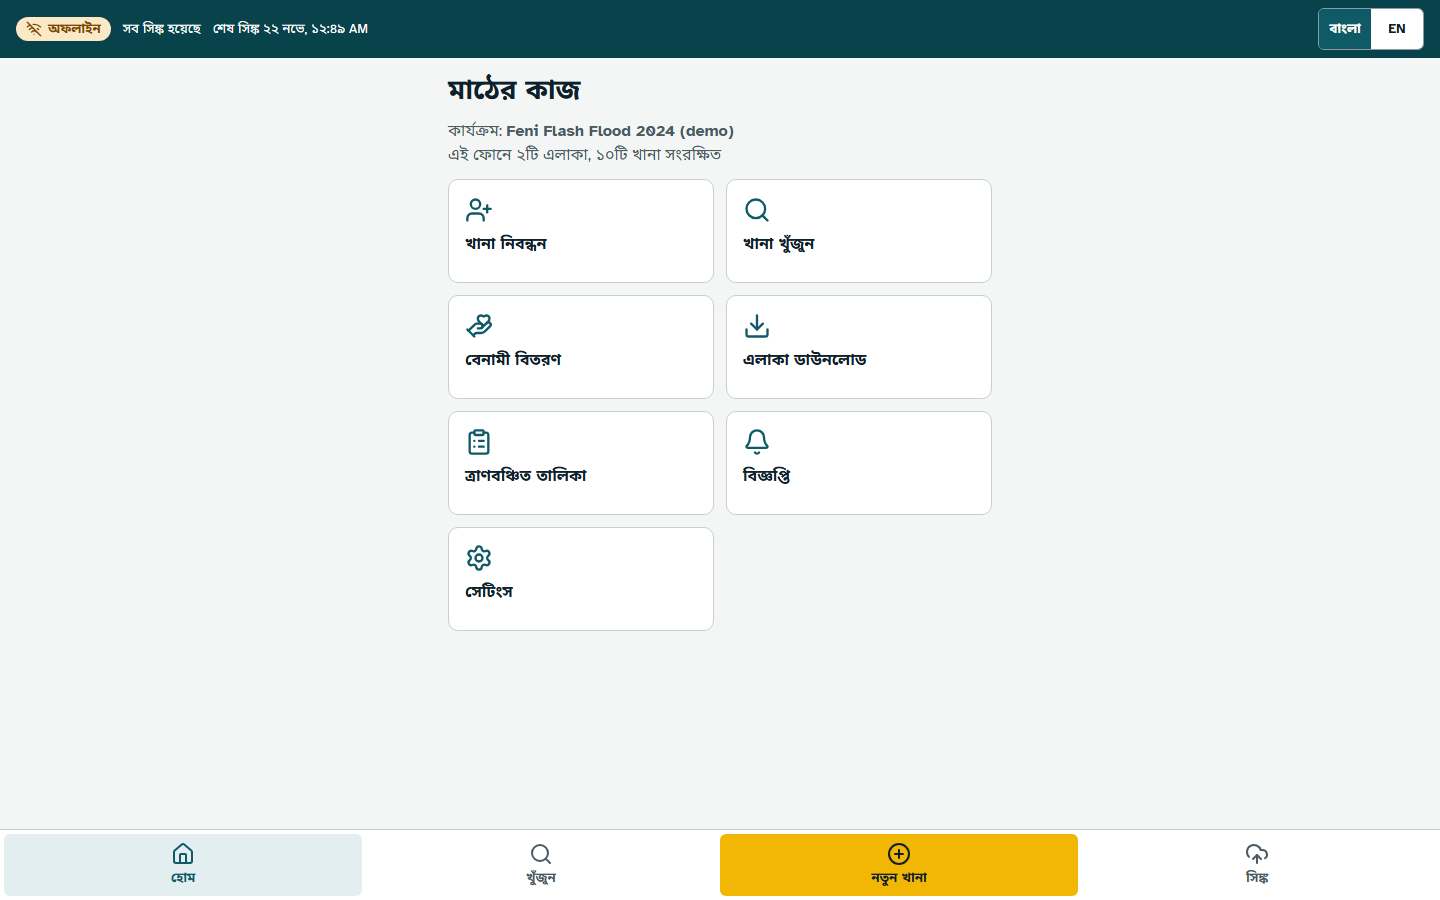 অফলাইন সব সিঙ্ক হয়েছে শেষ সিঙ্ক ২২ নভে, ১২:৪৯ AM বাংলা EN
মাঠের কাজ
কার্যক্রম: Feni Flash Flood 2024 (demo)
এই ফোনে ২টি এলাকা, ১০টি খানা সংরক্ষিত
খানা নিবন্ধন
খানা খুঁজুন
বেনামী বিতরণ
এলাকা ডাউনলোড
ত্রাণবঞ্চিত তালিকা
বিজ্ঞপ্তি
সেটিংস
হোম খুঁজুন নতুন খানা সিঙ্ক